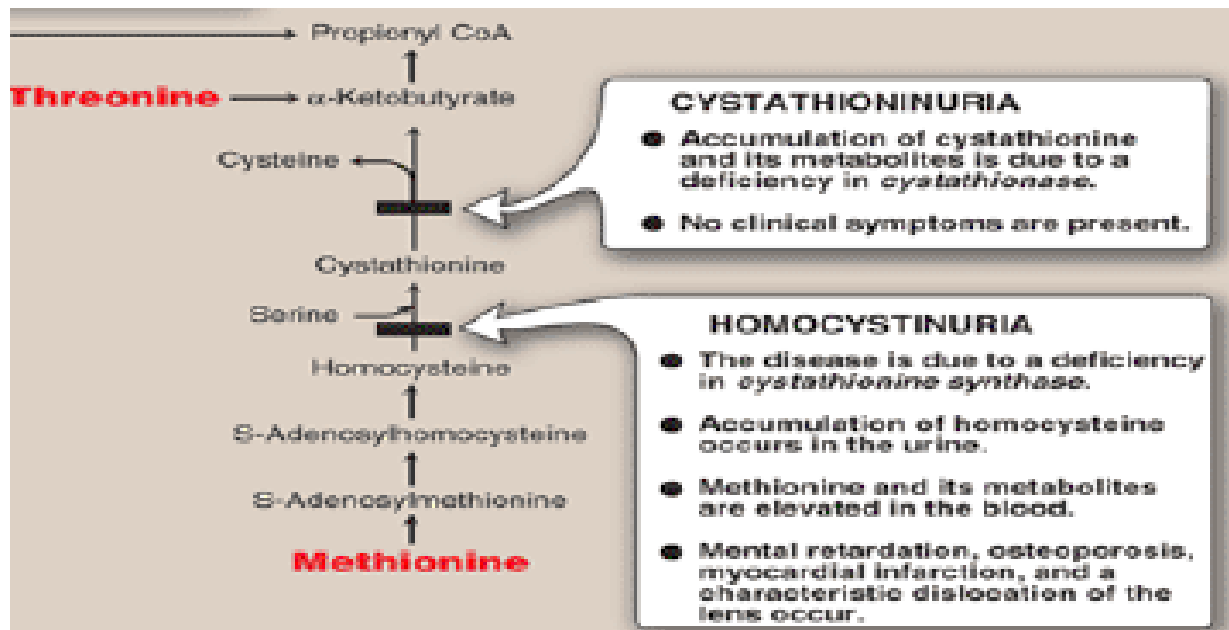 Propionyl CoA
Threonine
α-Ketobutyrate
Cysteine
Cystathionine
Serine
Homocysteine
S-Adenosylhomocysteine
S-Adenosylmethionine
Methionine
CYSTATHIONINURIA
● Accumulation of cystathionine
and its metabolites is due to a
deficiency in cystathionase.
● No clinical symptoms are present.
HOMOCYSTINURIA
● The disease is due to a deficiency
in cystathionine synthase.
● Accumulation of homocysteine
occurs in the urine.
● Methionine and its metabolites
are elevated in the blood.
● Mental retardation, osteoporosis,
myocardial infarction, and a
characteristic dislocation of the
lens occur.